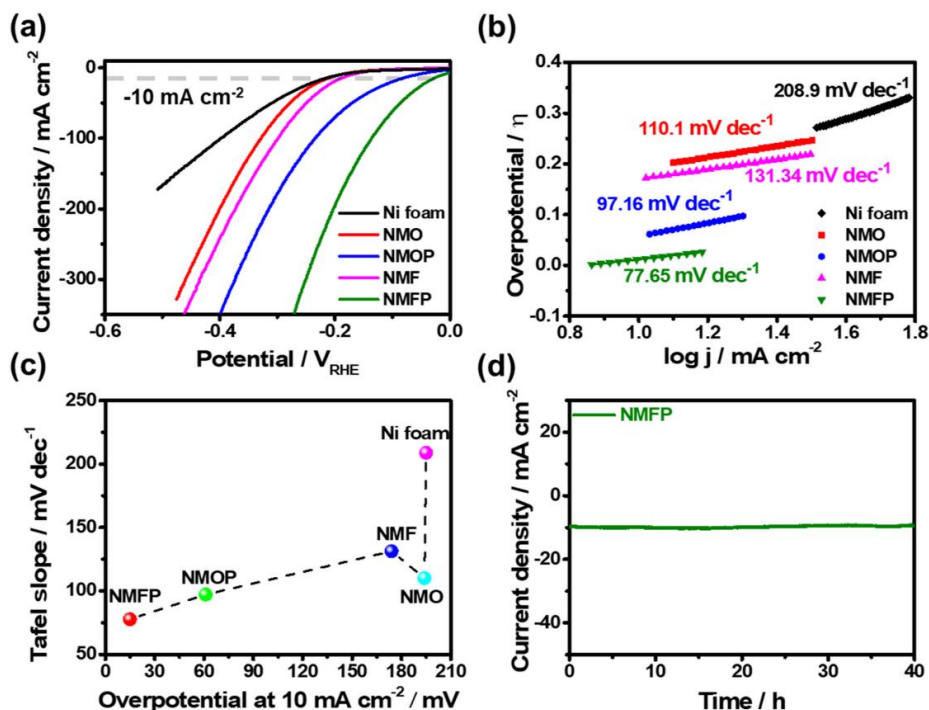 (a)
Current density / mA cm-2
0
-100
-200
-300
-10 mA cm-2
Ni foam
NMO
NMOP
NMF
NMFP
-0.6
-0.4
-0.2
0.0
Potential / VRHE
(b)
Overpotential / η
0.4
0.3
0.2
0.1
0.0
-0.1
208.9 mV dec-1
110.1 mV dec-1
131.34 mV dec-1
97.16 mV dec-1
77.65 mV dec-1
Ni foam
NMO
NMOP
NMF
NMFP
0.8
1.0
1.2
1.4
1.6
1.8
log j / mA cm-2
(c)
Tafel slope / mV dec-1
250
200
150
100
50
Ni foam
NMF
NMO
NMOP
NMFP
0
30
60
90
120
150
180
210
Overpotential at 10 mA cm-2 / mV
(d)
Current density / mA cm-2
20
0
-20
-40
NMFP
0
10
20
30
40
Time / h